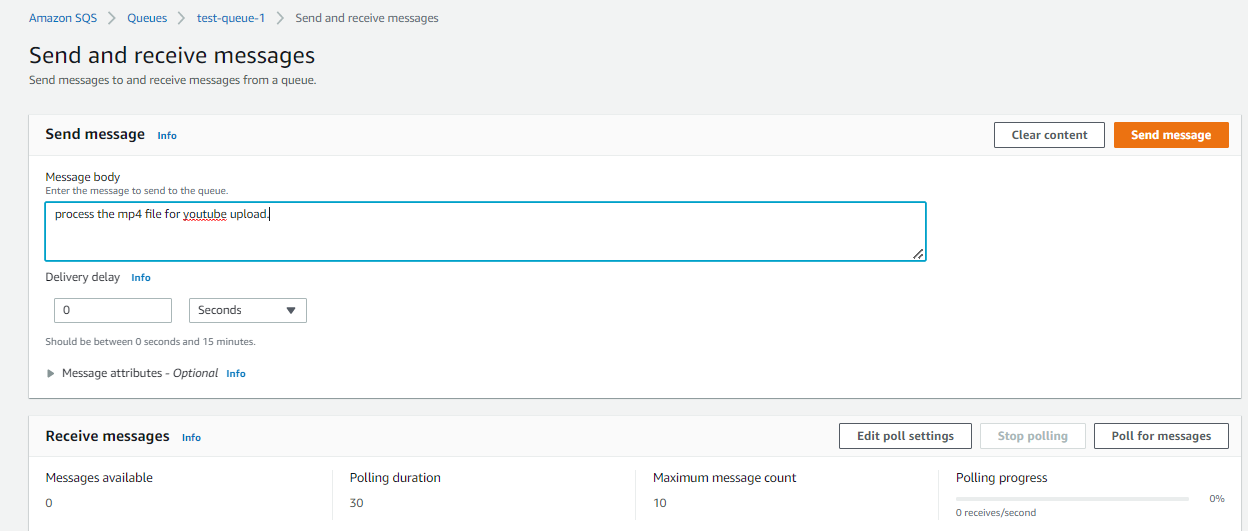 Amazon SQS > Queues > test-queue-1 > Send and receive messages
Send and receive messages
Send messages to and receive messages from a queue.
Send message Info Clear content Send message
Message body
Enter the message to send to the queue.
process the mp4 file for youtube upload.
Delivery delay Info
0 Seconds
Should be between 0 seconds and 15 minutes.
Message attributes - Optional Info
Receive messages Info Edit poll settings Stop polling Poll for messages
Messages available Polling duration Maximum message count Polling progress
0 30 10 0%
0 receives/second